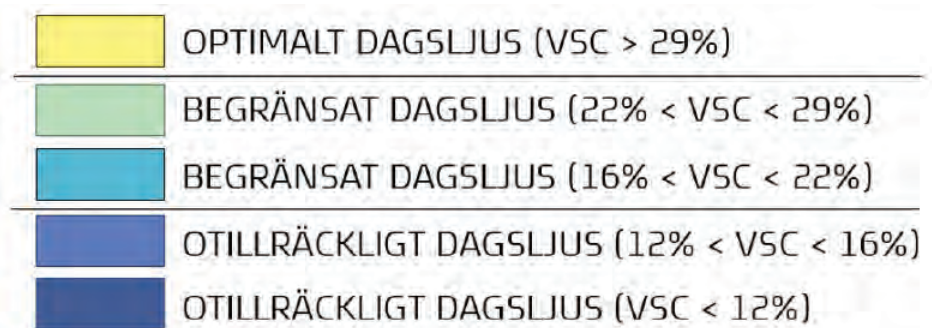 OPTIMALT DAGSLJUS (VSC > 29%)
BEGRÄNSAT DAGSLJUS (22% < VSC < 29%)
BEGRÄNSAT DAGSLJUS (16% < VSC < 22%)
OTILLRÄCKLIGT DAGSLJUS (12% < VSC < 16%)
OTILLRÄCKLIGT DAGSLJUS (VSC < 12%)